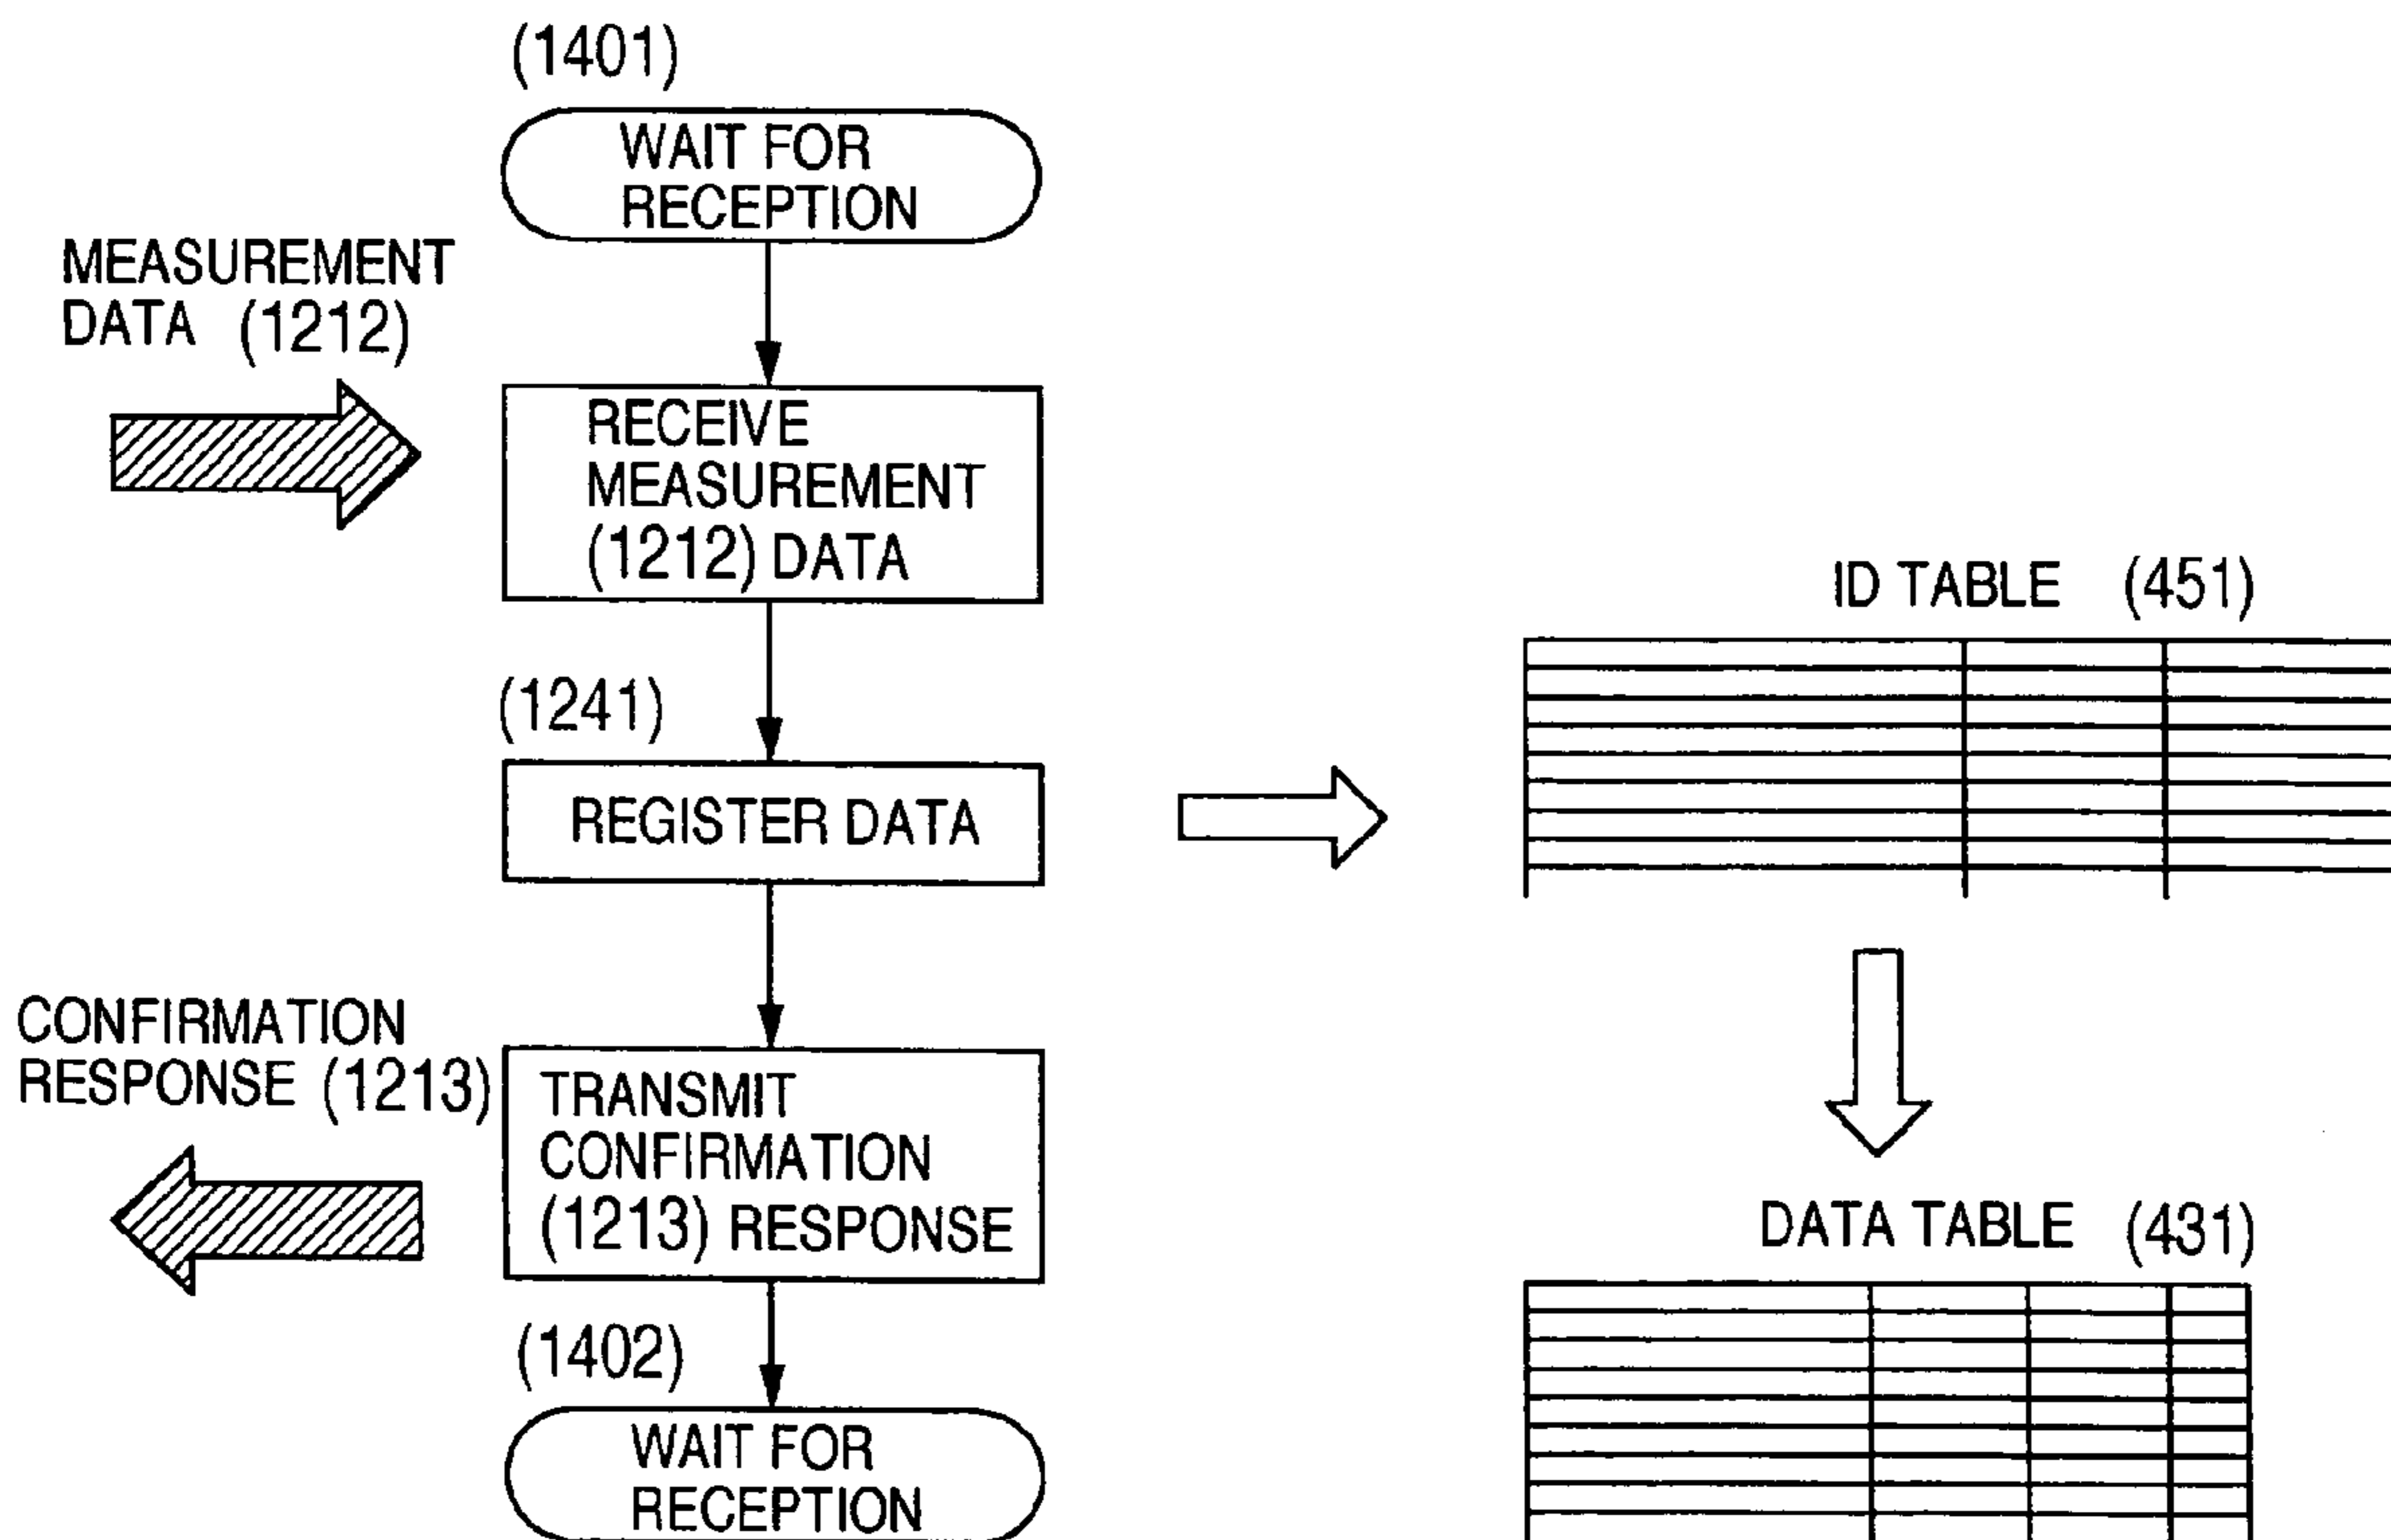 (1401)
WAIT FOR
RECEPTION
MEASUREMENT
DATA (1212)
RECEIVE
MEASUREMENT
(1212) DATA
ID TABLE (451)
(1241)
REGISTER DATA
CONFIRMATION
RESPONSE (1213)
TRANSMIT
CONFIRMATION
(1213) RESPONSE
DATA TABLE (431)
(1402)
WAIT FOR
RECEPTION